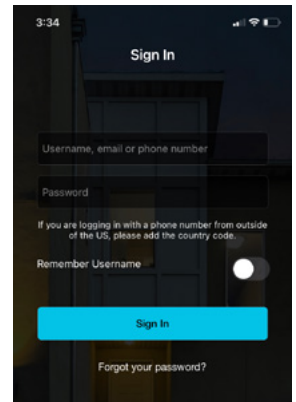 3:34
Sign In
Username, email or phone number
Password
If you are logging in with a phone number from outside
of the US, please add the country code.
Remember Username
Sign In
Forgot your password?